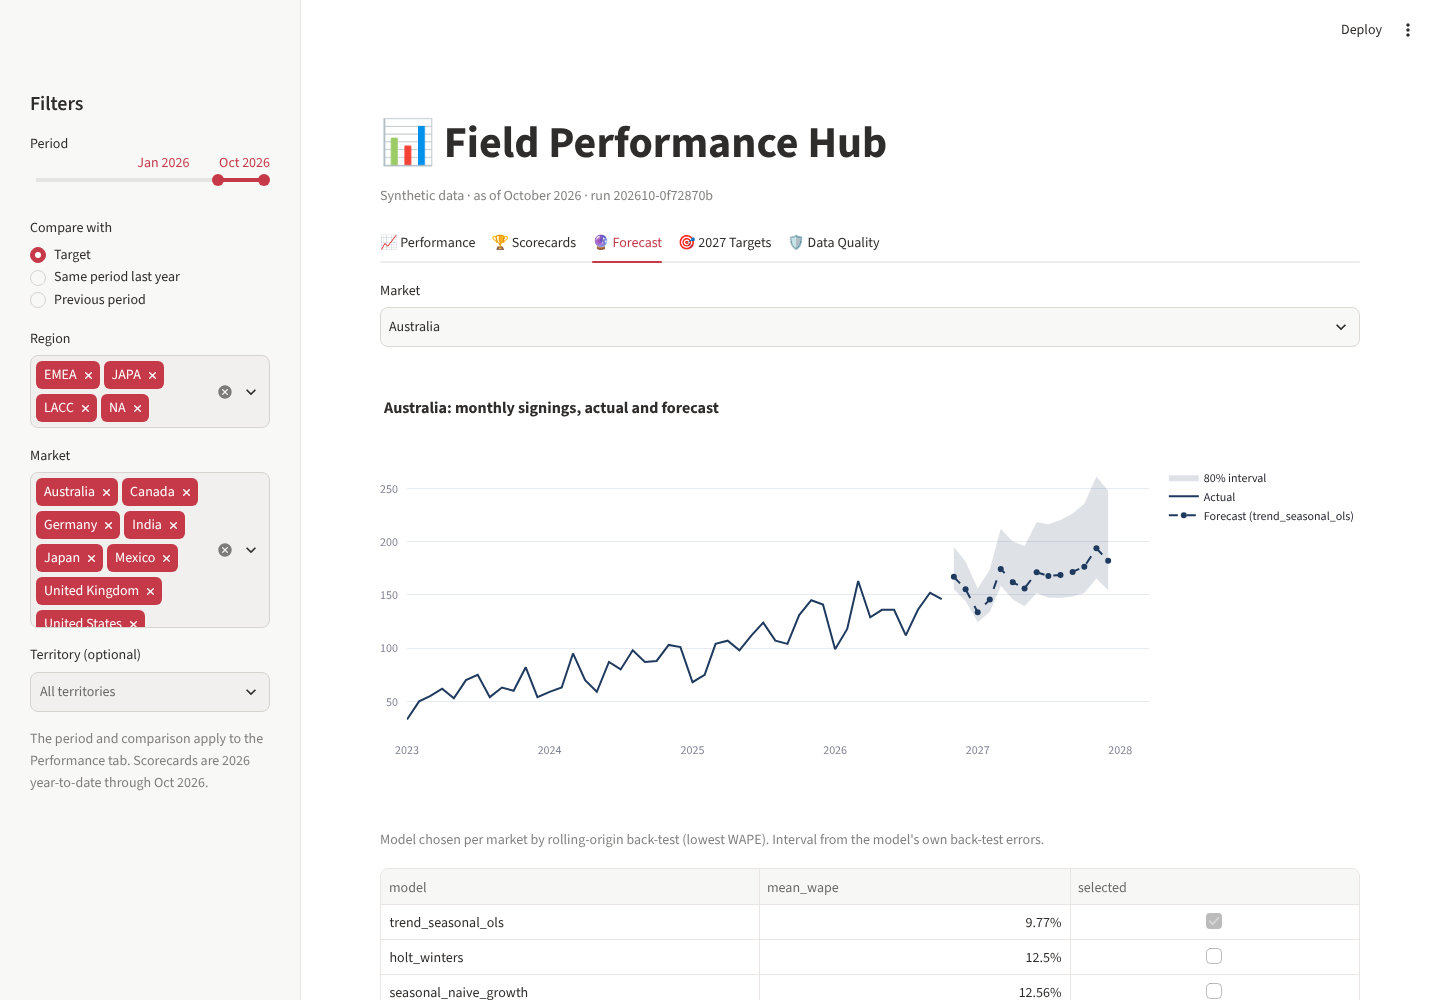 Deploy
Filters
Period
Jan 2026 Oct 2026
Compare with
Target
Same period last year
Previous period
Region
EMEA JAPA
LACC NA
Market
Australia Canada
Germany India
Japan Mexico
United Kingdom
United States
Territory (optional)
All territories
The period and comparison apply to the
Performance tab. Scorecards are 2026
year-to-date through Oct 2026.
Field Performance Hub
Synthetic data · as of October 2026 · run 202610-0f72870b
Performance Scorecards Forecast 2027 Targets Data Quality
Market
Australia
Australia: monthly signings, actual and forecast
250
200
150
100
50
2023 2024 2025 2026 2027 2028
80% interval
Actual
Forecast (trend_seasonal_ols)
Model chosen per market by rolling-origin back-test (lowest WAPE). Interval from the model's own back-test errors.
model mean_wape selected
trend_seasonal_ols 9.77%
holt_winters 12.5%
seasonal_naive_growth 12.56%